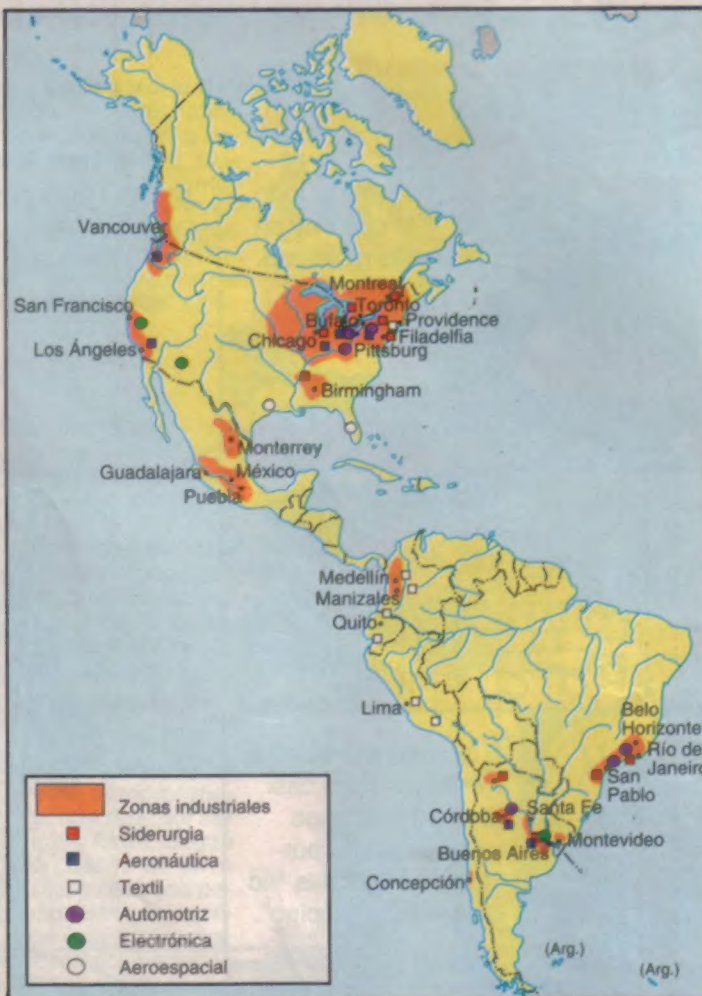 Vancouver
San Francisco
Los Ángeles
Montreal
Toronto
Bufalo
Providence
Chicago
Filadelfia
Pittsburg
Birmingham
Monterrey
Guadalajara
México
Puebla
Medellín
Manizales
Quito
Lima
Belo
Horizonte
Río de
Janeiro
San
Pablo
Córdoba
Santa Fe
Buenos Aires
Montevideo
Concepción
(Arg.)
(Arg.)
Zonas industriales
Siderurgia
Aeronáutica
Textil
Automotriz
Electrónica
Aeroespacial